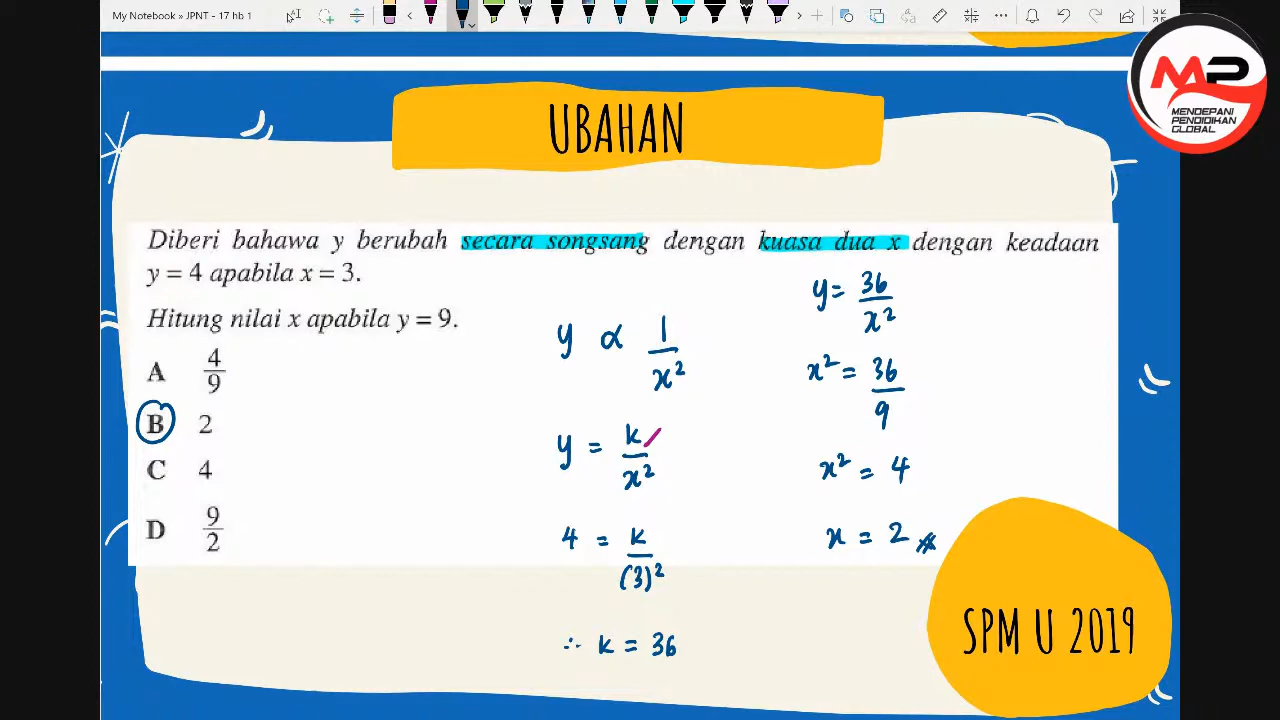 My Notebook » JPNT - 17 hb 1
MP
MENDEPANI
PENDIDIKAN
GLOBAL
UBAHAN
Diberi bahawa y berubah secara songsang dengan kuasa dua x dengan keadaan
y = 4 apabila x = 3.
Hitung nilai x apabila y = 9.
A 4/9
B 2
C 4
D 9/2
y ∝ 1/x²
y = k/x²
4 = k/(3)²
∴ k = 36
y = 36/x²
x² = 36/9
x² = 4
x = 2
SPM U 2019